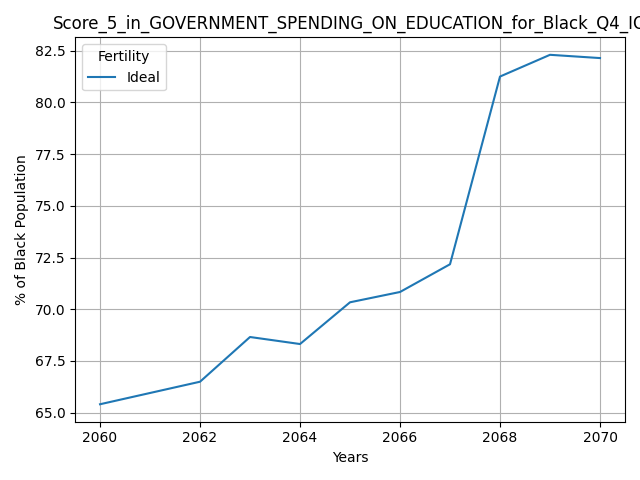 Score_5_in_GOVERNMENT_SPENDING_ON_EDUCATION_for_Black_Q4_IC
Fertility
Ideal
82.5
80.0
77.5
75.0
72.5
70.0
67.5
65.0
% of Black Population
2060 2062 2064 2066 2068 2070
Years